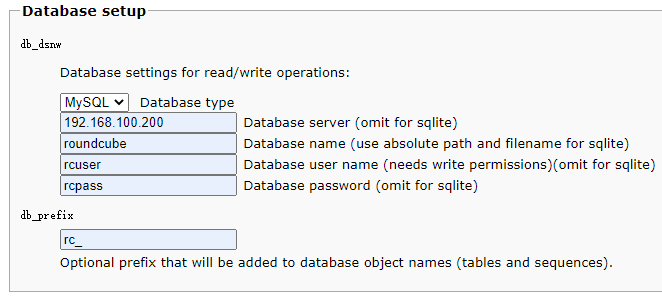 Database setup
db_dsnw
Database settings for read/write operations:
MySQL Database type
192.168.100.200 Database server (omit for sqlite)
roundcube Database name (use absolute path and filename for sqlite)
rcuser Database user name (needs write permissions)(omit for sqlite)
rcpass Database password (omit for sqlite)
db_prefix
rc_
Optional prefix that will be added to database object names (tables and sequences).